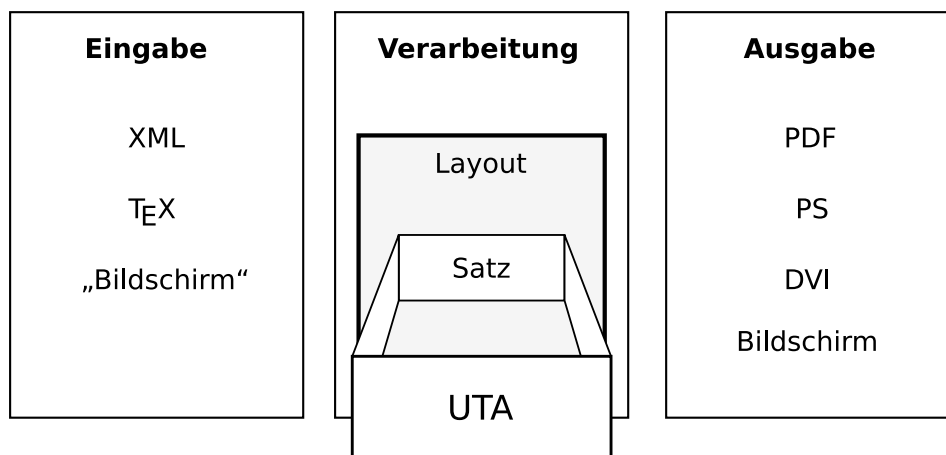 Eingabe
XML
TEX
„Bildschirm“
Verarbeitung
Layout
Satz
UTA
Ausgabe
PDF
PS
DVI
Bildschirm